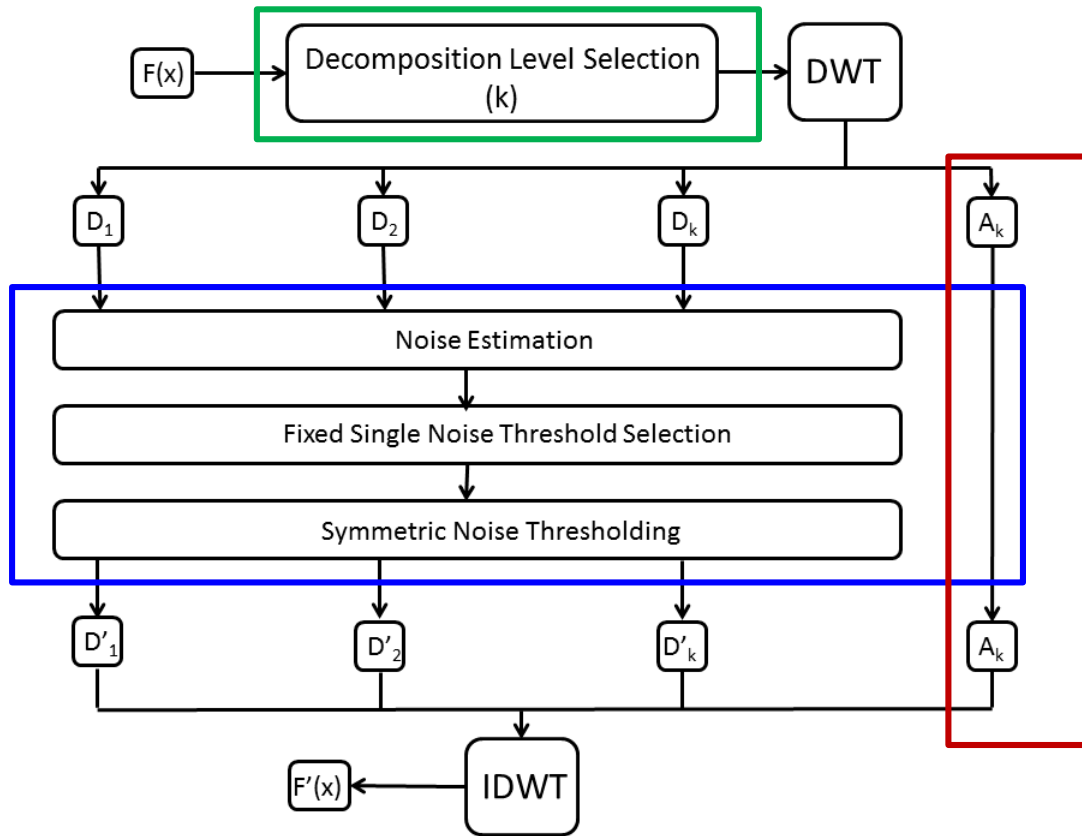 F(x)
Decomposition Level Selection
(k)
DWT
D₁
D₂
Dₖ
Aₖ
Noise Estimation
Fixed Single Noise Threshold Selection
Symmetric Noise Thresholding
D’₁
D’₂
D’ₖ
Aₖ
F’(x)
IDWT